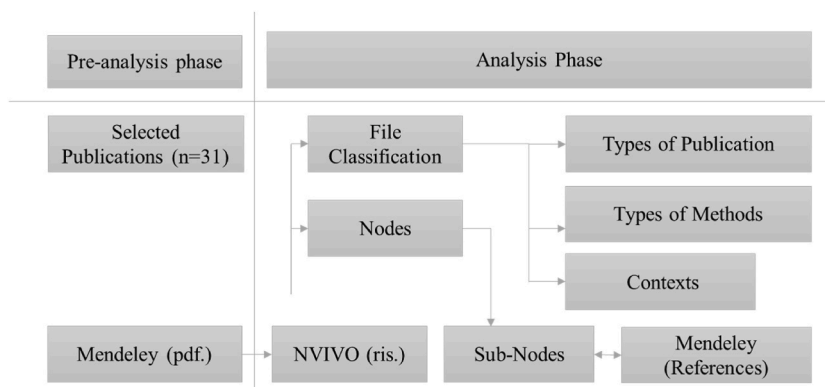 Pre-analysis phase
Analysis Phase
Selected
Publications (n=31)
File
Classification
Types of Publication
Nodes
Types of Methods
Contexts
Mendeley (pdf.)
NVIVO (ris.)
Sub-Nodes
Mendeley
(References)